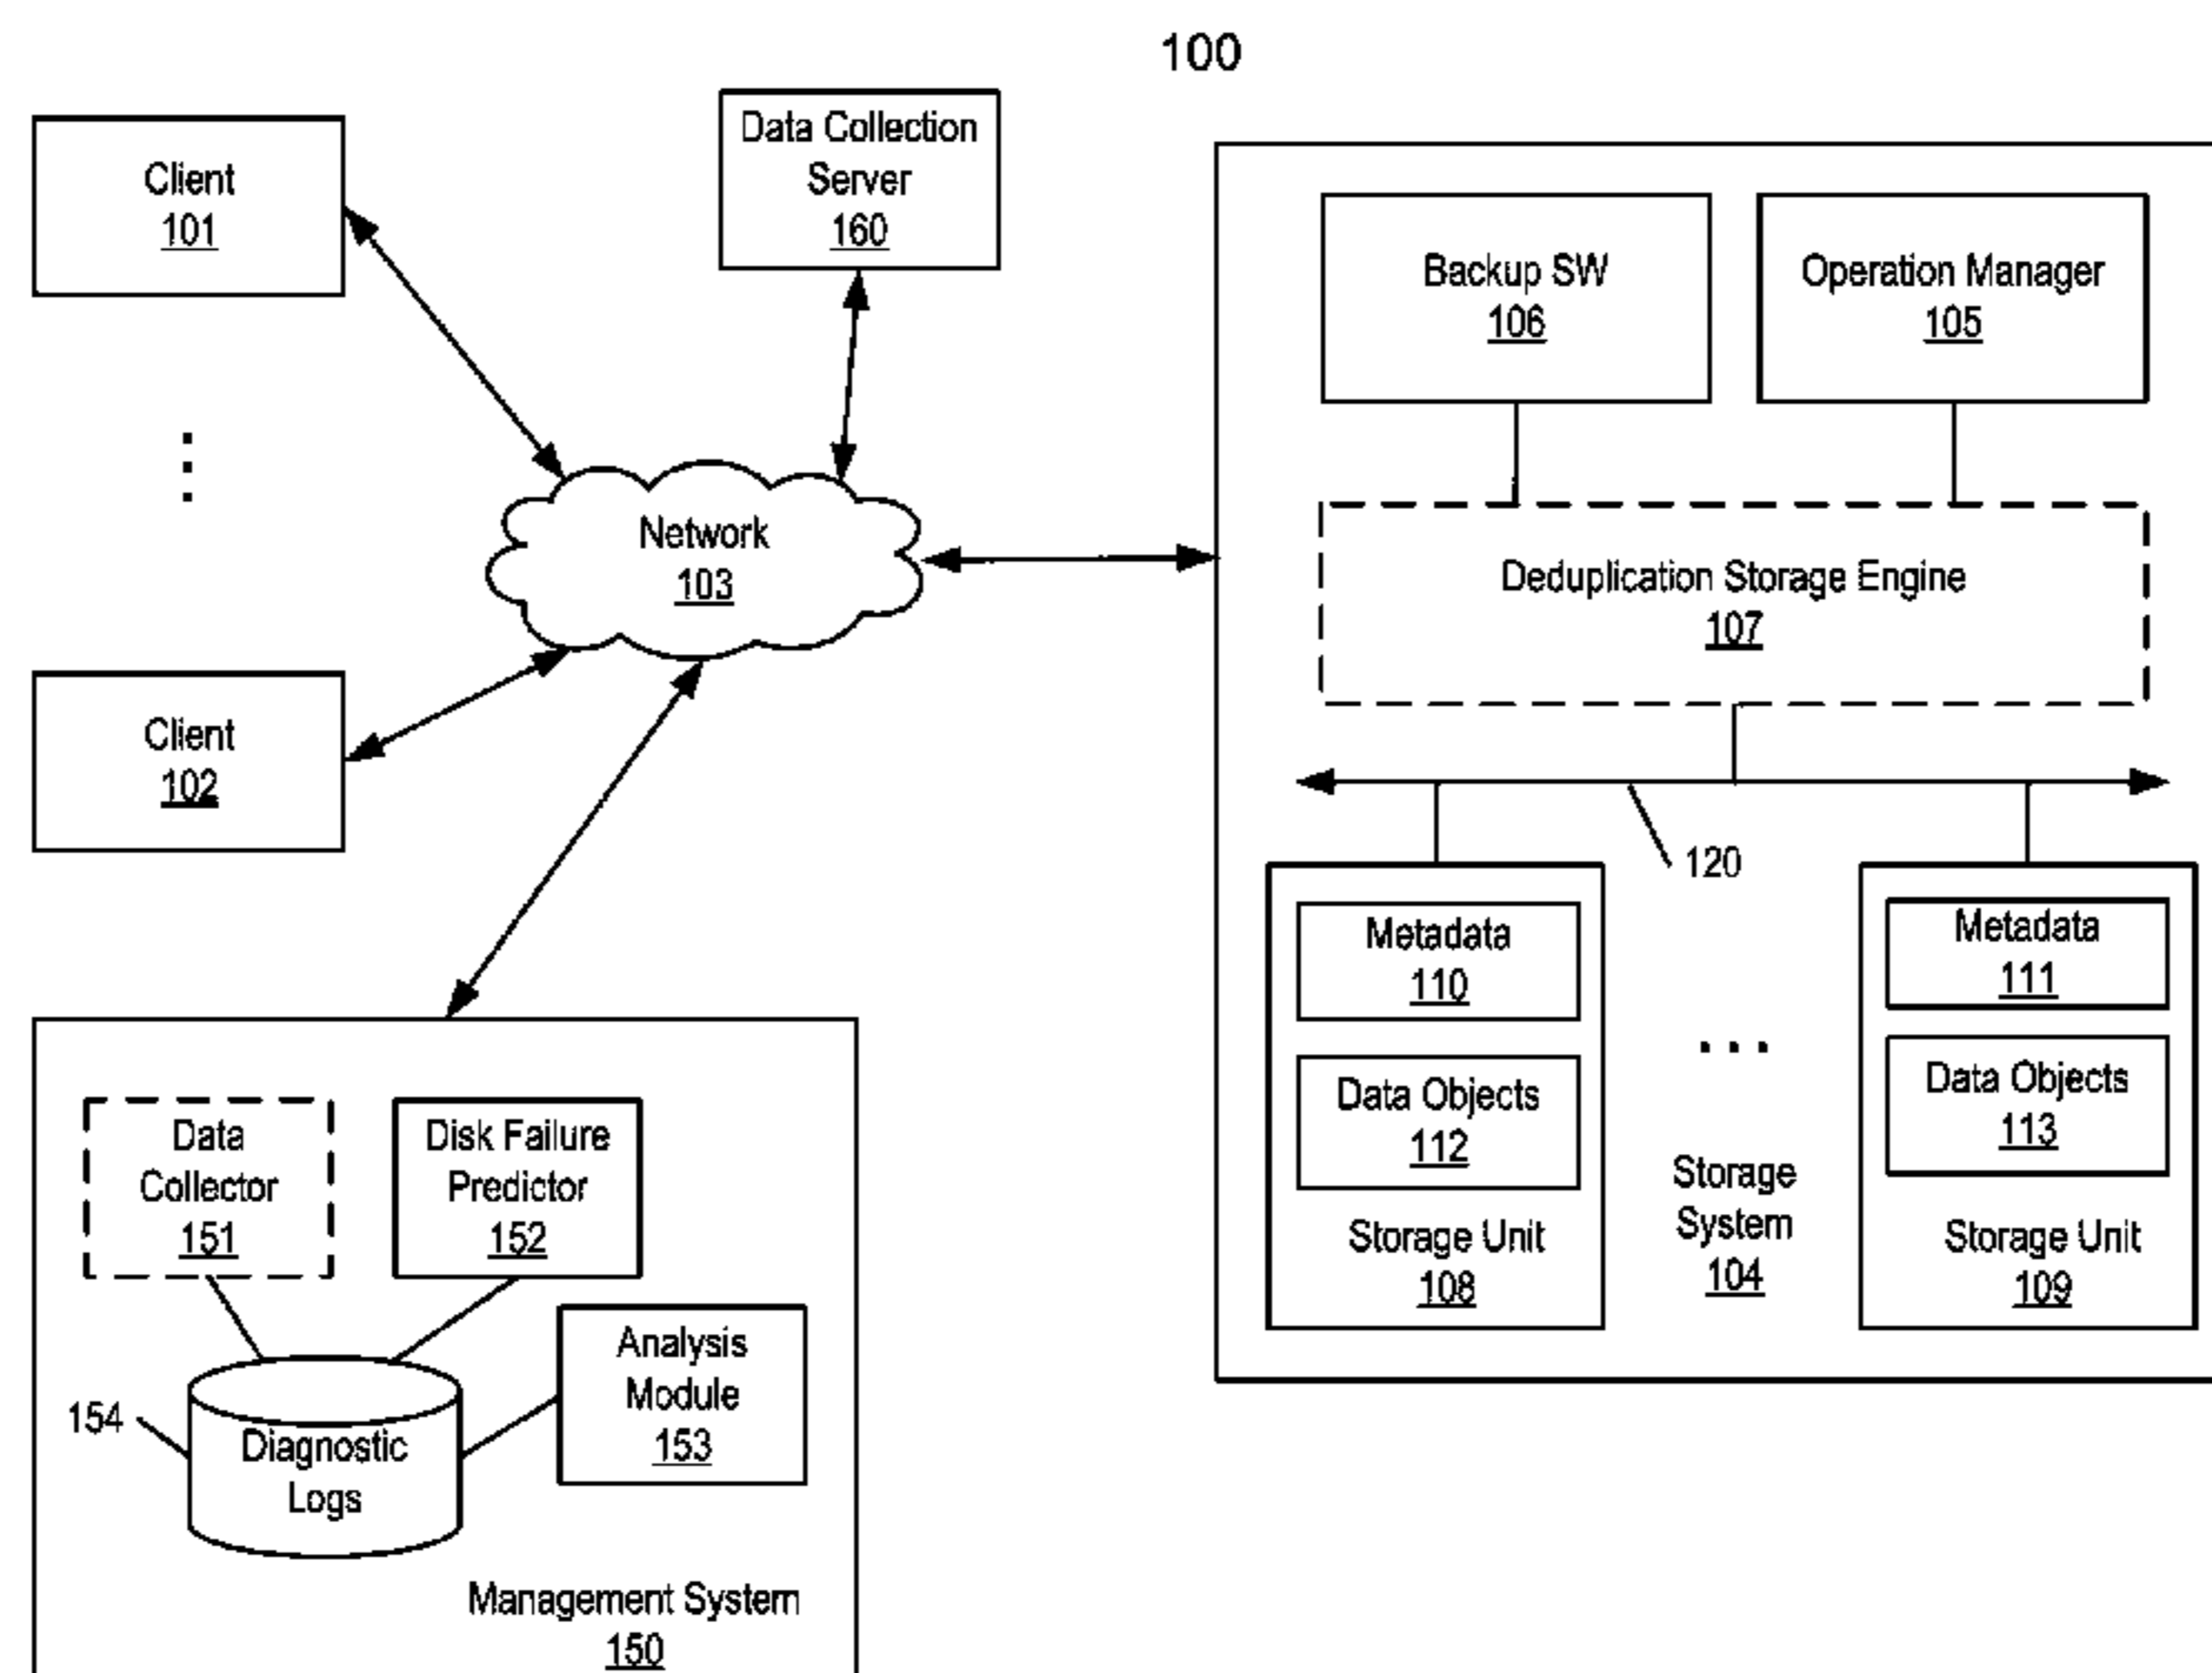 100
Client
101
Data Collection
Server
160
Backup SW
106
Operation Manager
105
Network
103
Deduplication Storage Engine
107
Client
102
120
Metadata
110
Data Objects
112
Storage Unit
108
Storage
System
104
Metadata
111
Data Objects
113
Storage Unit
109
Data
Collector
151
Disk Failure
Predictor
152
Analysis
Module
153
154
Diagnostic
Logs
Management System
150